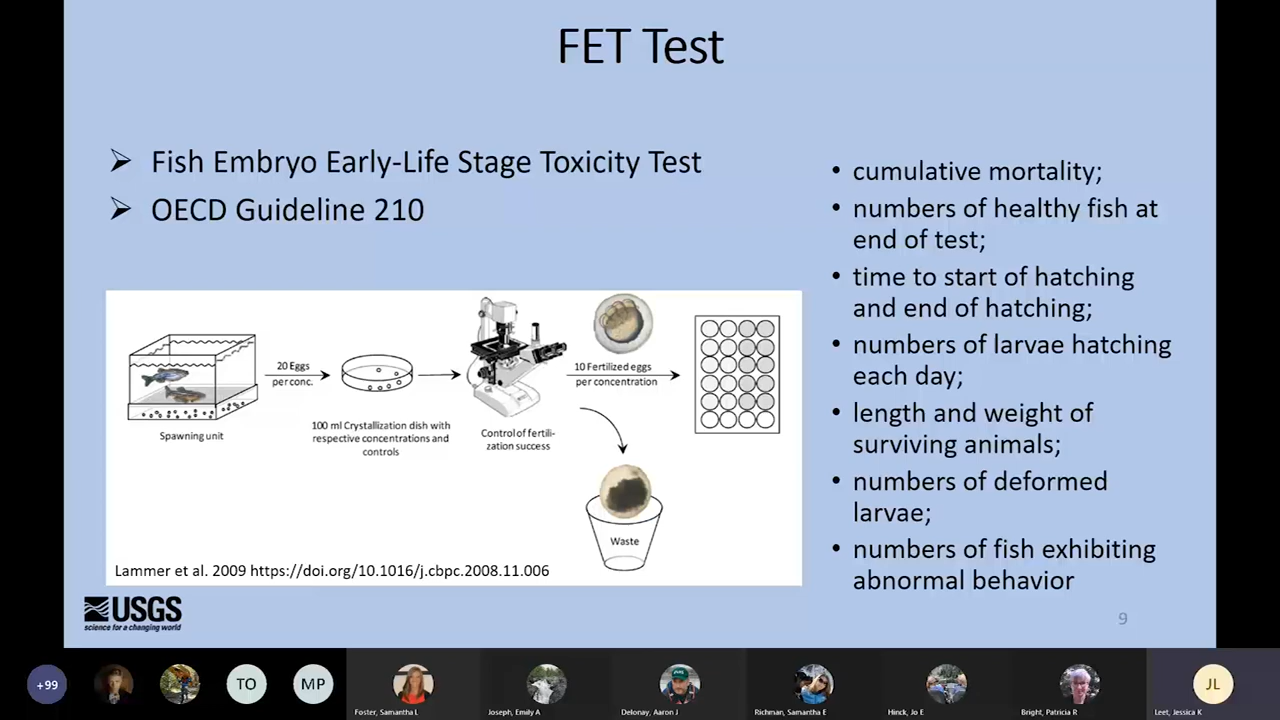 FET Test
Fish Embryo Early-Life Stage Toxicity Test
OECD Guideline 210
• cumulative mortality;
• numbers of healthy fish at
end of test;
• time to start of hatching
and end of hatching;
• numbers of larvae hatching
each day;
• length and weight of
surviving animals;
• numbers of deformed
larvae;
• numbers of fish exhibiting
abnormal behavior
Spawning unit
20 Eggs
per conc.
100 ml Crystallization dish with
respective concentrations and
controls
Control of fertili-
zation success
10 Fertilized eggs
per concentration
Waste
Lammer et al. 2009 https://doi.org/10.1016/j.cbpc.2008.11.006
USGS
science for a changing world
9
+99
TO
MP
Foster, Samantha L
Joseph, Emily A
Delonay, Aaron J
Richman, Samantha E
Hinck, Jo E
Bright, Patricia R
JL
Leet, Jessica K